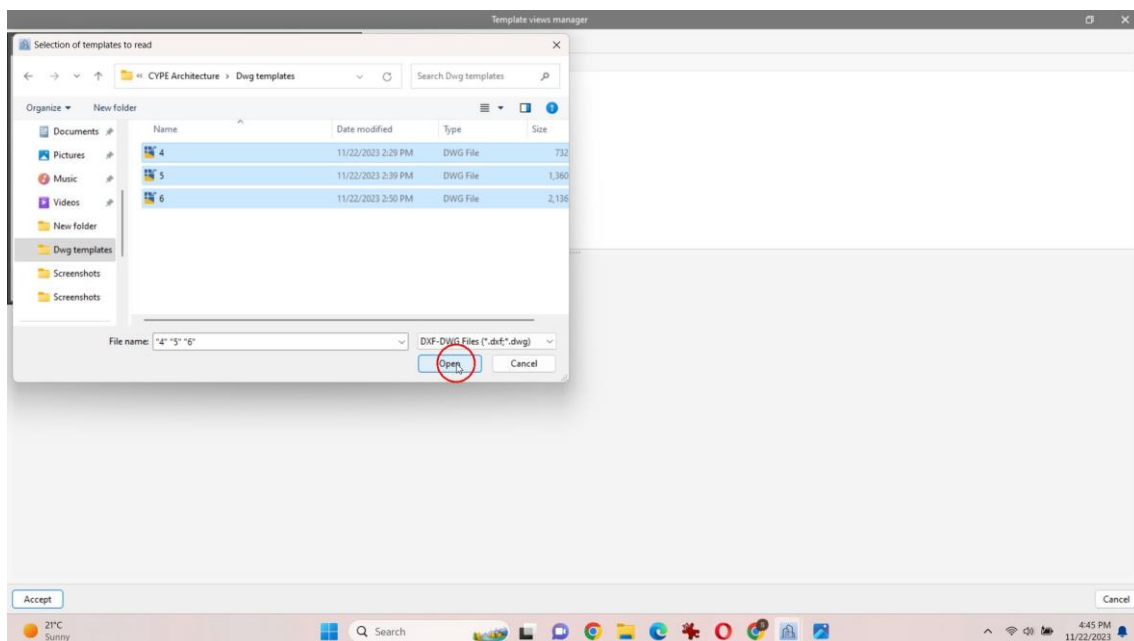 Template views manager
Selection of templates to read
« CYPE Architecture > Dwg templates
Search Dwg templates
Organize
New folder
Name
Date modified
Type
Size
Documents
Pictures
Music
Videos
New folder
Dwg templates
Screenshots
Screenshots
4 11/22/2023 2:29 PM DWG File 732
5 11/22/2023 2:39 PM DWG File 1,360
6 11/22/2023 2:50 PM DWG File 2,136
File name: "4" "5" "6"
DXF-DWG Files (*.dxf;*.dwg)
Open
Cancel
Accept
Cancel
21°C
Sunny
Search
4:45 PM
11/22/2023